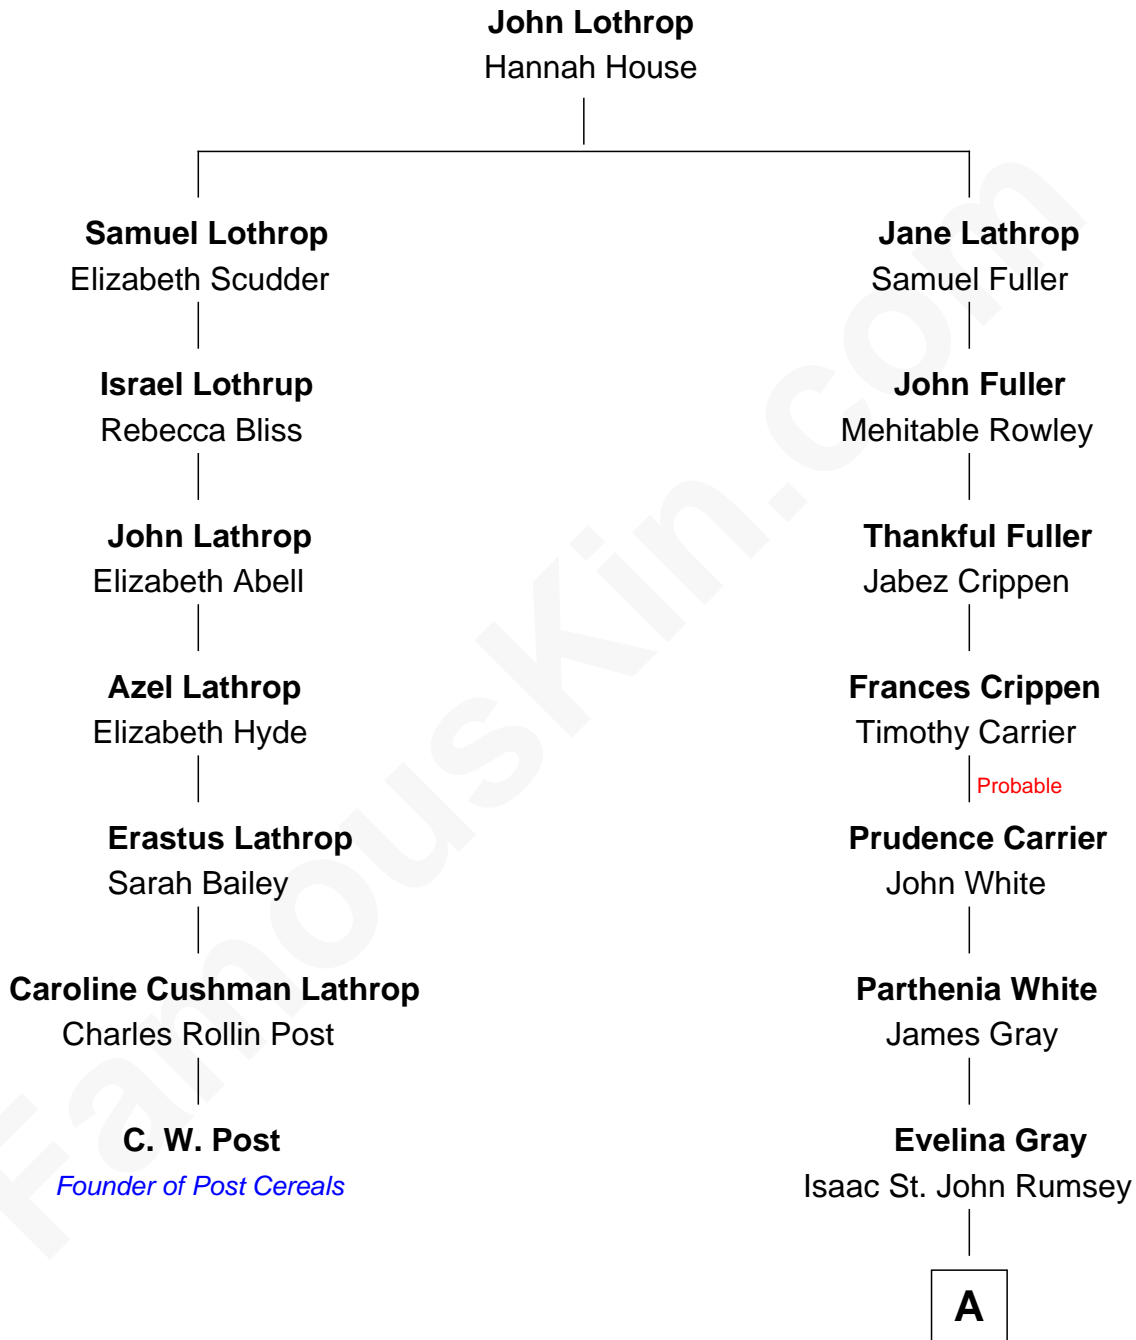 John Lothrop
Hannah House
Samuel Lothrop
Elizabeth Scudder
Jane Lathrop
Samuel Fuller
Israel Lothrup
Rebecca Bliss
John Fuller
Mehitable Rowley
John Lathrop
Elizabeth Abell
Thankful Fuller
Jabez Crippen
Azel Lathrop
Elizabeth Hyde
Frances Crippen
Timothy Carrier
Probable
Erastus Lathrop
Sarah Bailey
Prudence Carrier
John White
Caroline Cushman Lathrop
Charles Rollin Post
Parthenia White
James Gray
C. W. Post
Founder of Post Cereals
Evelina Gray
Isaac St. John Rumsey
A
FamousKin.com